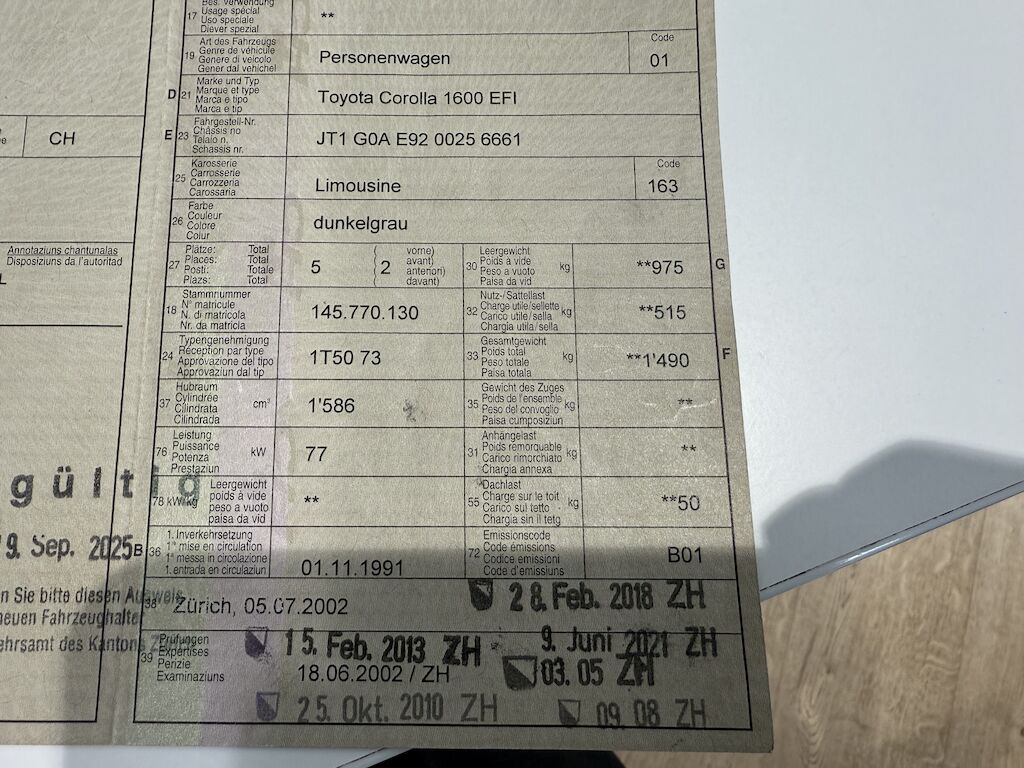 17 Bes. Verwendung
Usage spécial
Uso speciale
Diever spezial
**
19 Art des Fahrzeugs
Genre de véhicule
Genere di veicolo
Gener dal vehichel
Personenwagen
Code
01
D 21 Marke und Typ
Marque et type
Marca e tipo
Marca e tip
Toyota Corolla 1600 EFI
CH
E 23 Fahrgestell-Nr.
Châssis no
Telaio n.
Schassis nr.
JT1 G0A E92 0025 6661
25 Karosserie
Carrosserie
Carrozzeria
Carossaria
Limousine
Code
163
26 Farbe
Couleur
Colore
Colur
dunkelgrau
Annotaziuns chantunalas
Disposiziuns da l'autoritad
27 Plätze: Total
Places: Total
Posti: Totale
Plazs: Total
5
( 2 vorne)
avant)
anteriori)
davant)
30 Leergewicht
Poids à vide kg
Peso a vuoto
Paisa da vid
**975
G
18 Stammnummer
N° matricule
N. di matricola
Nr. da matricla
145.770.130
32 Nutz-/Sattellast
Charge utile/sellette kg
Carico utile/sella
Chargia utila/sella
**515
24 Typengenehmigung
Réception par type
Approvazione del tipo
Approvaziun dal tip
1T50 73
33 Gesamtgewicht
Poids total kg
Peso totale
Paisa totala
**1'490
F
37 Hubraum
Cylindrée cm³
Cilindrata
Cilindrada
1'586
35 Gewicht des Zuges
Poids de l'ensemble kg
Peso del convoglio
Paisa cumposiziun
**
76 Leistung
Puissance kW
Potenza
Prestaziun
77
31 Anhängelast
Poids remorquable kg
Carico rimorchiato
Chargia annexa
**
gültig
78 kW/kg Leergewicht
poids à vide
peso a vuoto
paisa da vid
**
55 Dachlast
Charge sur le toit kg
Carico sul tetto
Chargia sin il tetg
**50
9. Sep. 2025
B 36 1. Inverkehrsetzung
1re mise en circulation
1a messa in circolazione
1. entrada en circulaziun
01.11.1991
72 Emissionscode
Code émissions
Codice emissioni
Code d'emissiuns
B01
n Sie bitte diesen Ausweis
neuen Fahrzeughalte
ehrsamt des Kantons
38 Zürich, 05.07.2002
28. Feb. 2018 ZH
39 Prüfungen
Expertises
Perizie
Examinaziuns
15. Feb. 2013 ZH
9. Juni 2021 ZH
18.06.2002 / ZH
03. 05 ZH
25. Okt. 2010 ZH
09. 08 ZH